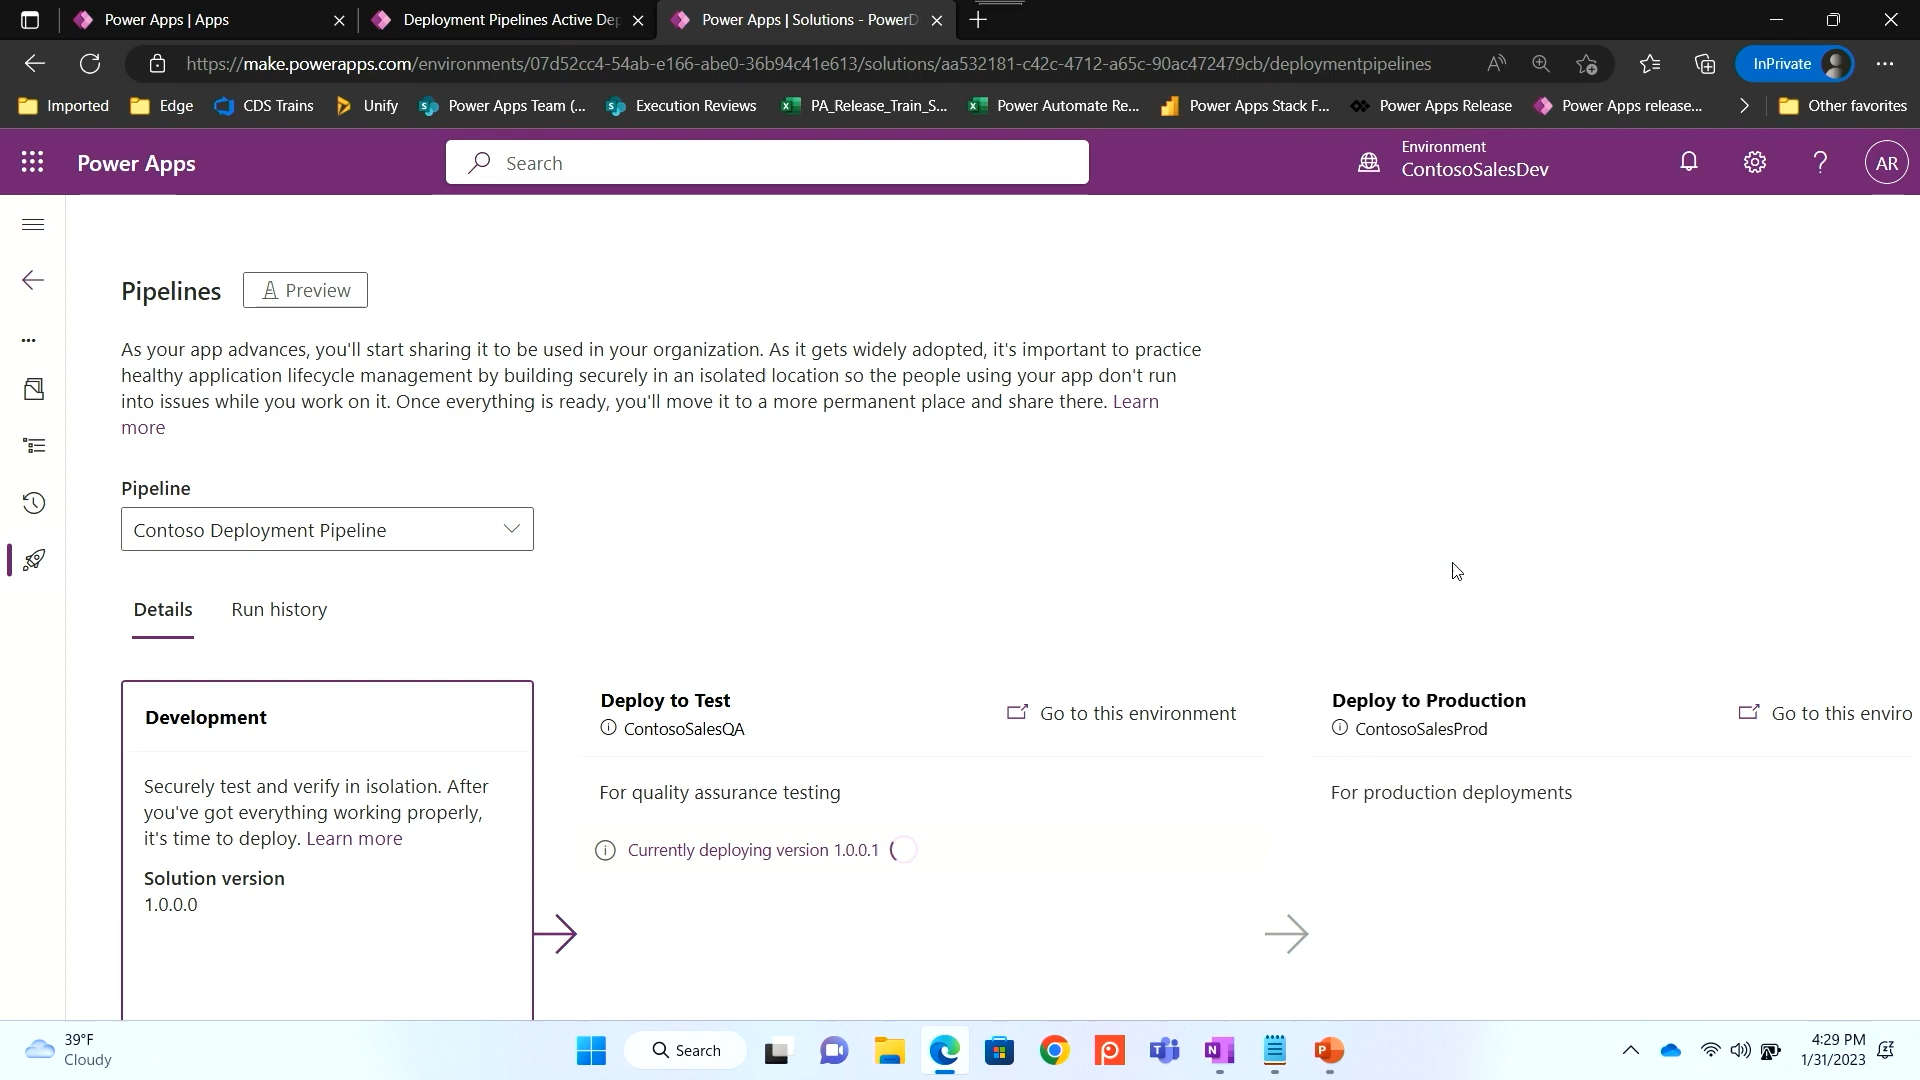 Power Apps | Apps
Deployment Pipelines Active De
Power Apps | Solutions - PowerD
https://make.powerapps.com/environments/07d52cc4-54ab-e166-abe0-36b94c41e613/solutions/aa532181-c42c-4712-a65c-90ac472479cb/deploymentpipelines
InPrivate
Imported
Edge
CDS Trains
Unify
Power Apps Team (...
Execution Reviews
PA_Release_Train_S...
Power Automate Re...
Power Apps Stack F...
Power Apps Release
Power Apps release...
Other favorites
Power Apps
Search
Environment
ContosoSalesDev
AR
Pipelines
Preview
As your app advances, you'll start sharing it to be used in your organization. As it gets widely adopted, it's important to practice
healthy application lifecycle management by building securely in an isolated location so the people using your app don't run
into issues while you work on it. Once everything is ready, you'll move it to a more permanent place and share there. Learn
more
Pipeline
Contoso Deployment Pipeline
Details
Run history
Development
Securely test and verify in isolation. After
you've got everything working properly,
it's time to deploy. Learn more
Solution version
1.0.0.0
Deploy to Test
ContosoSalesQA
Go to this environment
For quality assurance testing
Currently deploying version 1.0.0.1
Deploy to Production
ContosoSalesProd
Go to this enviro
For production deployments
39°F
Cloudy
Search
4:29 PM
1/31/2023